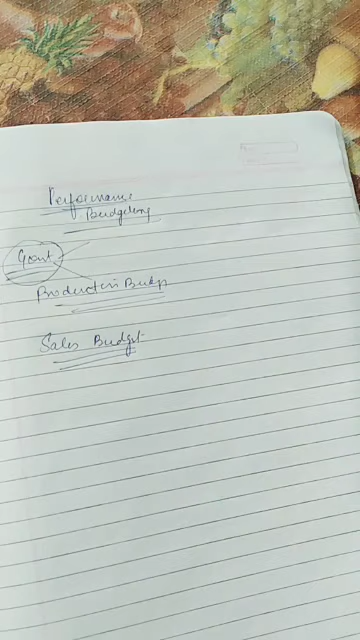 Performance
Budgeting
Govt
Production Budget
Sales Budget